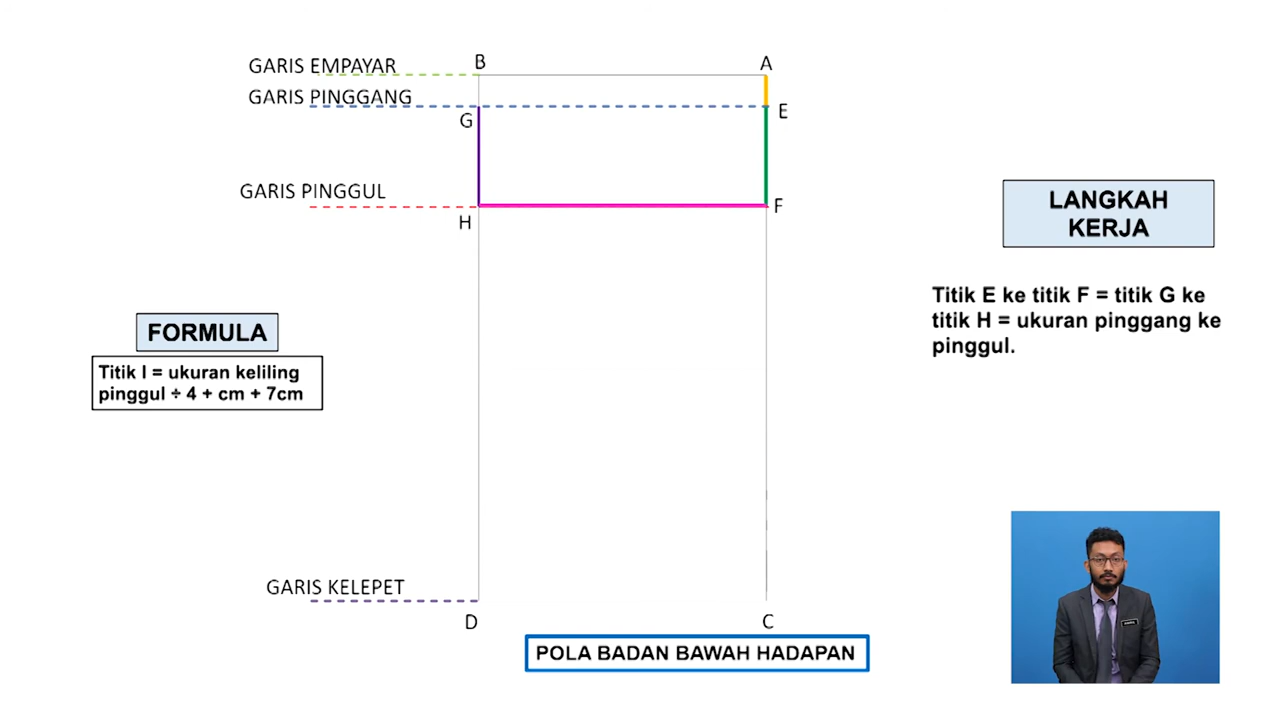 GARIS EMPAYAR
B
A
GARIS PINGGANG
G
E
GARIS PINGGUL
H
F
LANGKAH
KERJA
Titik E ke titik F = titik G ke
titik H = ukuran pinggang ke
pinggul.
FORMULA
Titik I = ukuran keliling
pinggul ÷ 4 + cm + 7cm
GARIS KELEPET
D
C
POLA BADAN BAWAH HADAPAN